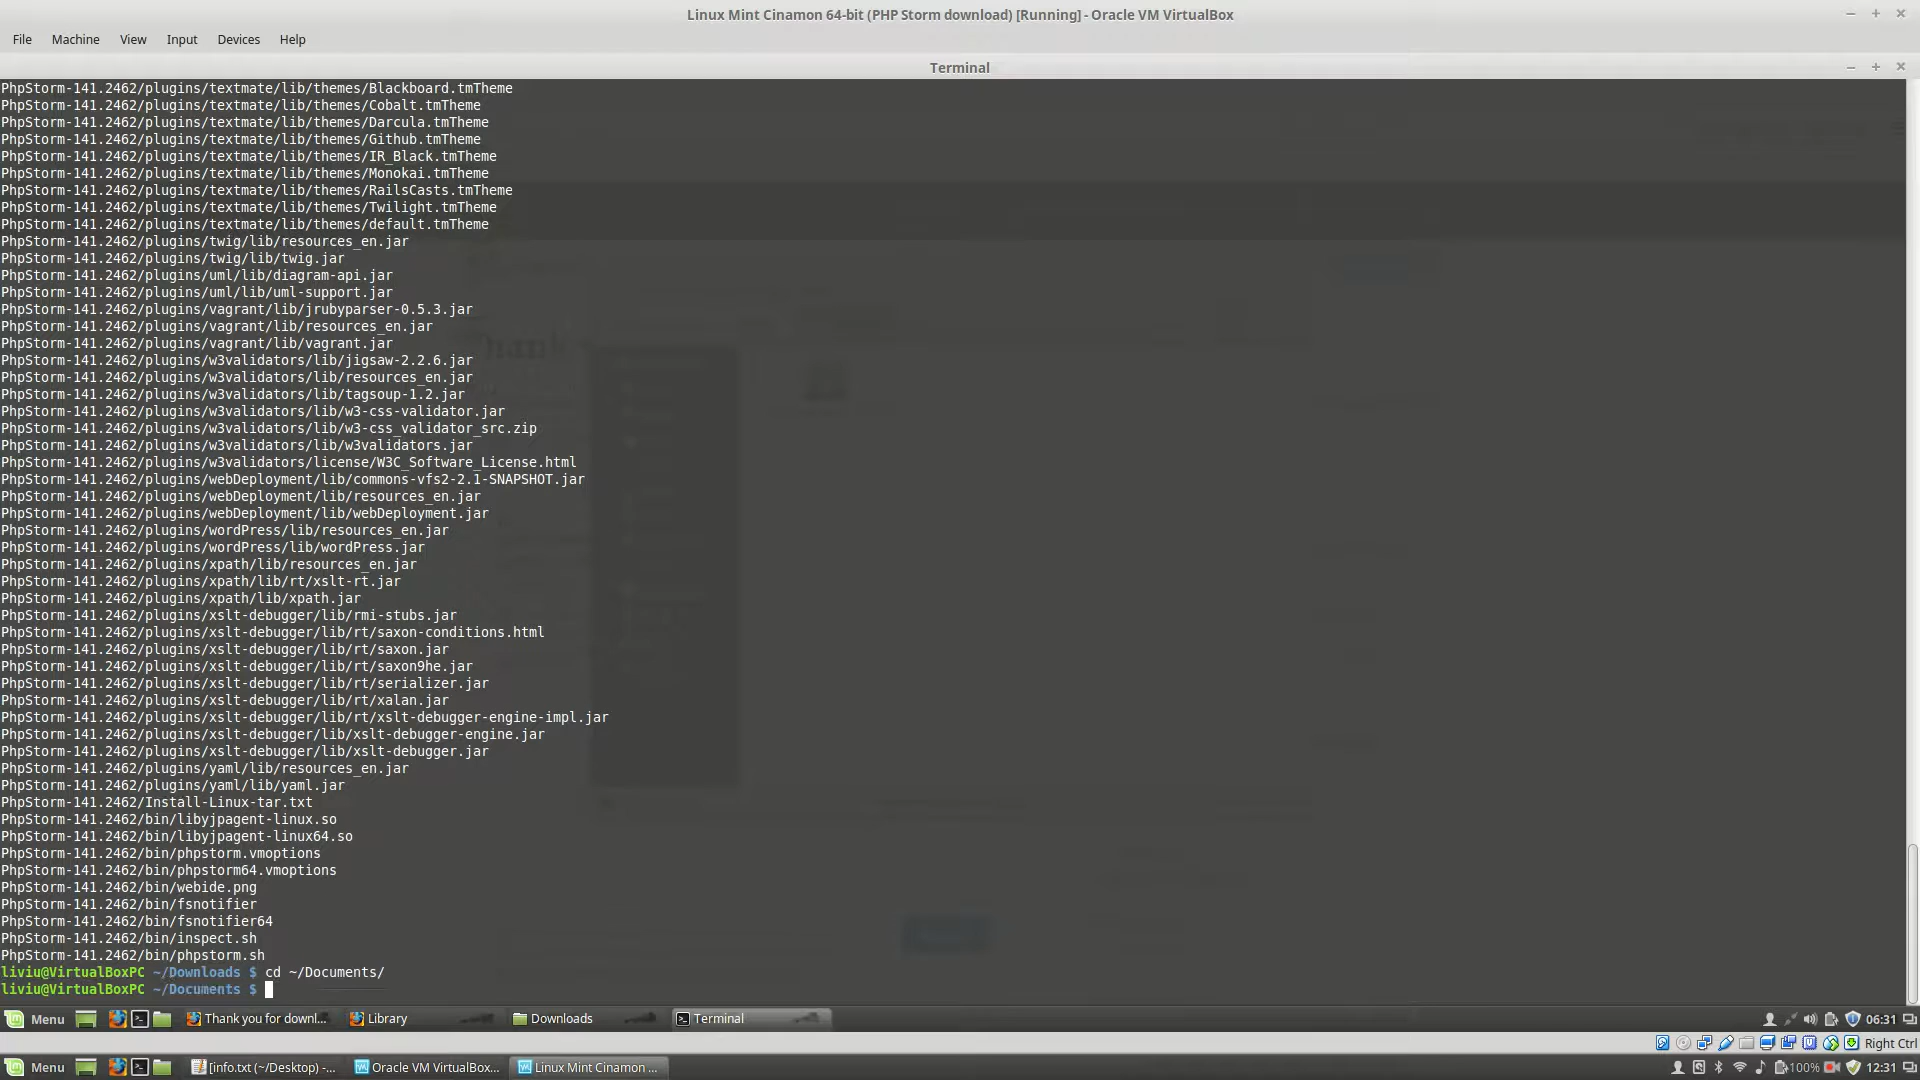 Linux Mint Cinamon 64-bit (PHP Storm download) [Running] - Oracle VM VirtualBox
File Machine View Input Devices Help
Terminal
PhpStorm-141.2462/plugins/textmate/lib/themes/Blackboard.tmTheme
PhpStorm-141.2462/plugins/textmate/lib/themes/Cobalt.tmTheme
PhpStorm-141.2462/plugins/textmate/lib/themes/Darcula.tmTheme
PhpStorm-141.2462/plugins/textmate/lib/themes/Github.tmTheme
PhpStorm-141.2462/plugins/textmate/lib/themes/IR_Black.tmTheme
PhpStorm-141.2462/plugins/textmate/lib/themes/Monokai.tmTheme
PhpStorm-141.2462/plugins/textmate/lib/themes/RailsCasts.tmTheme
PhpStorm-141.2462/plugins/textmate/lib/themes/Twilight.tmTheme
PhpStorm-141.2462/plugins/textmate/lib/themes/default.tmTheme
PhpStorm-141.2462/plugins/twig/lib/resources_en.jar
PhpStorm-141.2462/plugins/twig/lib/twig.jar
PhpStorm-141.2462/plugins/uml/lib/diagram-api.jar
PhpStorm-141.2462/plugins/uml/lib/uml-support.jar
PhpStorm-141.2462/plugins/vagrant/lib/jrubyparser-0.5.3.jar
PhpStorm-141.2462/plugins/vagrant/lib/resources_en.jar
PhpStorm-141.2462/plugins/vagrant/lib/vagrant.jar
PhpStorm-141.2462/plugins/w3validators/lib/jigsaw-2.2.6.jar
PhpStorm-141.2462/plugins/w3validators/lib/resources_en.jar
PhpStorm-141.2462/plugins/w3validators/lib/tagsoup-1.2.jar
PhpStorm-141.2462/plugins/w3validators/lib/w3-css-validator.jar
PhpStorm-141.2462/plugins/w3validators/lib/w3-css_validator_src.zip
PhpStorm-141.2462/plugins/w3validators/lib/w3validators.jar
PhpStorm-141.2462/plugins/w3validators/license/W3C_Software_License.html
PhpStorm-141.2462/plugins/webDeployment/lib/commons-vfs2-2.1-SNAPSHOT.jar
PhpStorm-141.2462/plugins/webDeployment/lib/resources_en.jar
PhpStorm-141.2462/plugins/webDeployment/lib/webDeployment.jar
PhpStorm-141.2462/plugins/wordPress/lib/resources_en.jar
PhpStorm-141.2462/plugins/wordPress/lib/wordPress.jar
PhpStorm-141.2462/plugins/xpath/lib/resources_en.jar
PhpStorm-141.2462/plugins/xpath/lib/rt/xslt-rt.jar
PhpStorm-141.2462/plugins/xpath/lib/xpath.jar
PhpStorm-141.2462/plugins/xslt-debugger/lib/rmi-stubs.jar
PhpStorm-141.2462/plugins/xslt-debugger/lib/rt/saxon-conditions.html
PhpStorm-141.2462/plugins/xslt-debugger/lib/rt/saxon.jar
PhpStorm-141.2462/plugins/xslt-debugger/lib/rt/saxon9he.jar
PhpStorm-141.2462/plugins/xslt-debugger/lib/rt/serializer.jar
PhpStorm-141.2462/plugins/xslt-debugger/lib/rt/xalan.jar
PhpStorm-141.2462/plugins/xslt-debugger/lib/rt/xslt-debugger-engine-impl.jar
PhpStorm-141.2462/plugins/xslt-debugger/lib/xslt-debugger-engine.jar
PhpStorm-141.2462/plugins/xslt-debugger/lib/xslt-debugger.jar
PhpStorm-141.2462/plugins/yaml/lib/resources_en.jar
PhpStorm-141.2462/plugins/yaml/lib/yaml.jar
PhpStorm-141.2462/Install-Linux-tar.txt
PhpStorm-141.2462/bin/libyjpagent-linux.so
PhpStorm-141.2462/bin/libyjpagent-linux64.so
PhpStorm-141.2462/bin/phpstorm.vmoptions
PhpStorm-141.2462/bin/phpstorm64.vmoptions
PhpStorm-141.2462/bin/webide.png
PhpStorm-141.2462/bin/fsnotifier
PhpStorm-141.2462/bin/fsnotifier64
PhpStorm-141.2462/bin/inspect.sh
PhpStorm-141.2462/bin/phpstorm.sh
liviu@VirtualBoxPC ~/Downloads $ cd ~/Documents/
liviu@VirtualBoxPC ~/Documents $
Menu Thank you for downl... Library Downloads Terminal 06:31
Right Ctrl
Menu [info.txt (~/Desktop) -... Oracle VM VirtualBox... Linux Mint Cinamon ... 100% 12:31